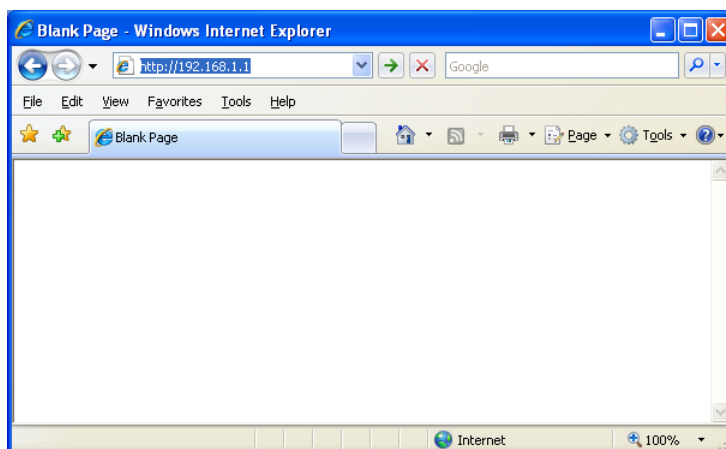 Blank Page - Windows Internet Explorer
http://192.168.1.1 Google
File Edit View Favorites Tools Help
Blank Page Page Tools
Internet 100%